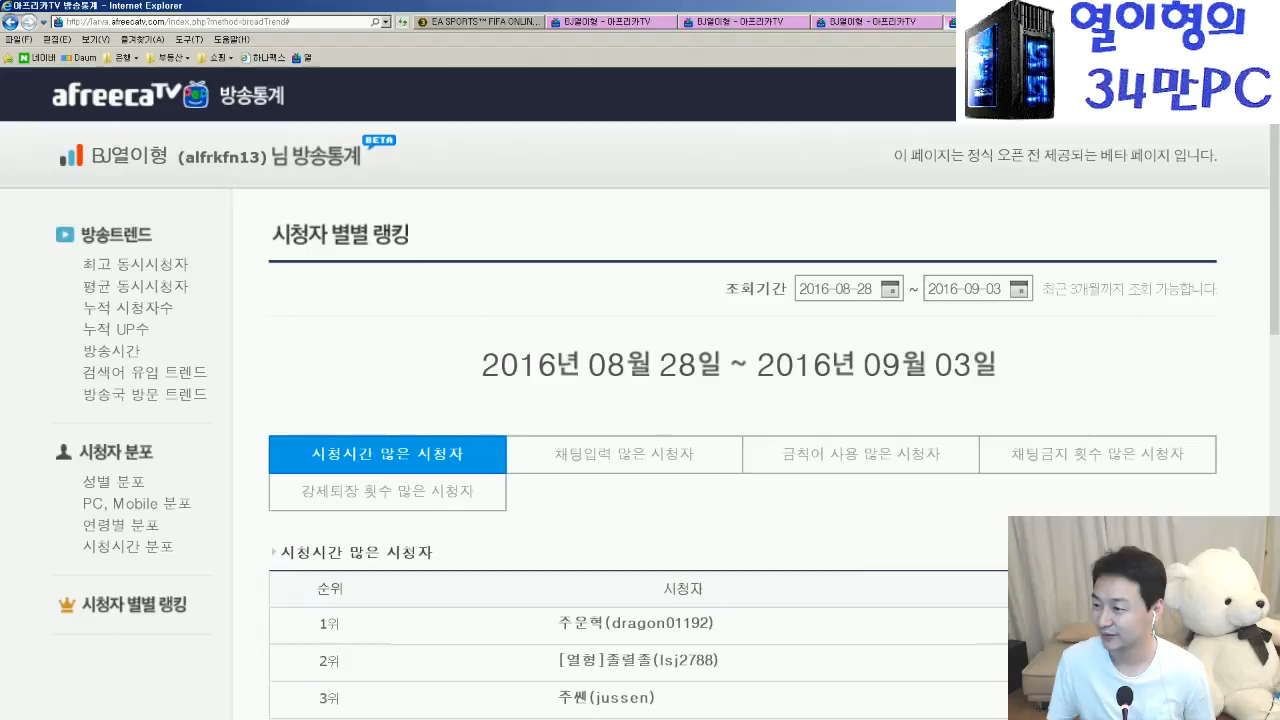 아프리카TV 방송통계 - Internet Explorer
http://larva.afreecatv.com/index.php?method=broadTrend#
EA SPORTS™ FIFA ONLIN...
BJ열이형 - 아프리카TV
BJ열이형 - 아프리카TV
BJ열이형 - 아프리카TV
파일(F) 편집(E) 보기(V) 즐겨찾기(A) 도구(T) 도움말(H)
네이버 Daum 은행 부동산 쇼핑 하나팩스 열
열이형의
34만PC
afreecaTV 방송통계
BJ열이형 (alfrkfn13) 님 방송통계 BETA
이 페이지는 정식 오픈 전 제공되는 베타 페이지 입니다.
방송트렌드
최고 동시시청자
평균 동시시청자
누적 시청자수
누적 UP수
방송시간
검색어 유입 트렌드
방송국 방문 트렌드
시청자 분포
성별 분포
PC, Mobile 분포
연령별 분포
시청시간 분포
시청자 별별 랭킹
시청자 별별 랭킹
조회기간 2016-08-28 ~ 2016-09-03 최근 3개월까지 조회 가능합니다
2016년 08월 28일 ~ 2016년 09월 03일
시청시간 많은 시청자 채팅입력 많은 시청자 금칙어 사용 많은 시청자 채팅금지 횟수 많은 시청자
강제퇴장 횟수 많은 시청자
시청시간 많은 시청자
순위 시청자
1위 주운혁(dragon01192)
2위 [열형]졸렬졸(lsj2788)
3위 주쎈(jussen)